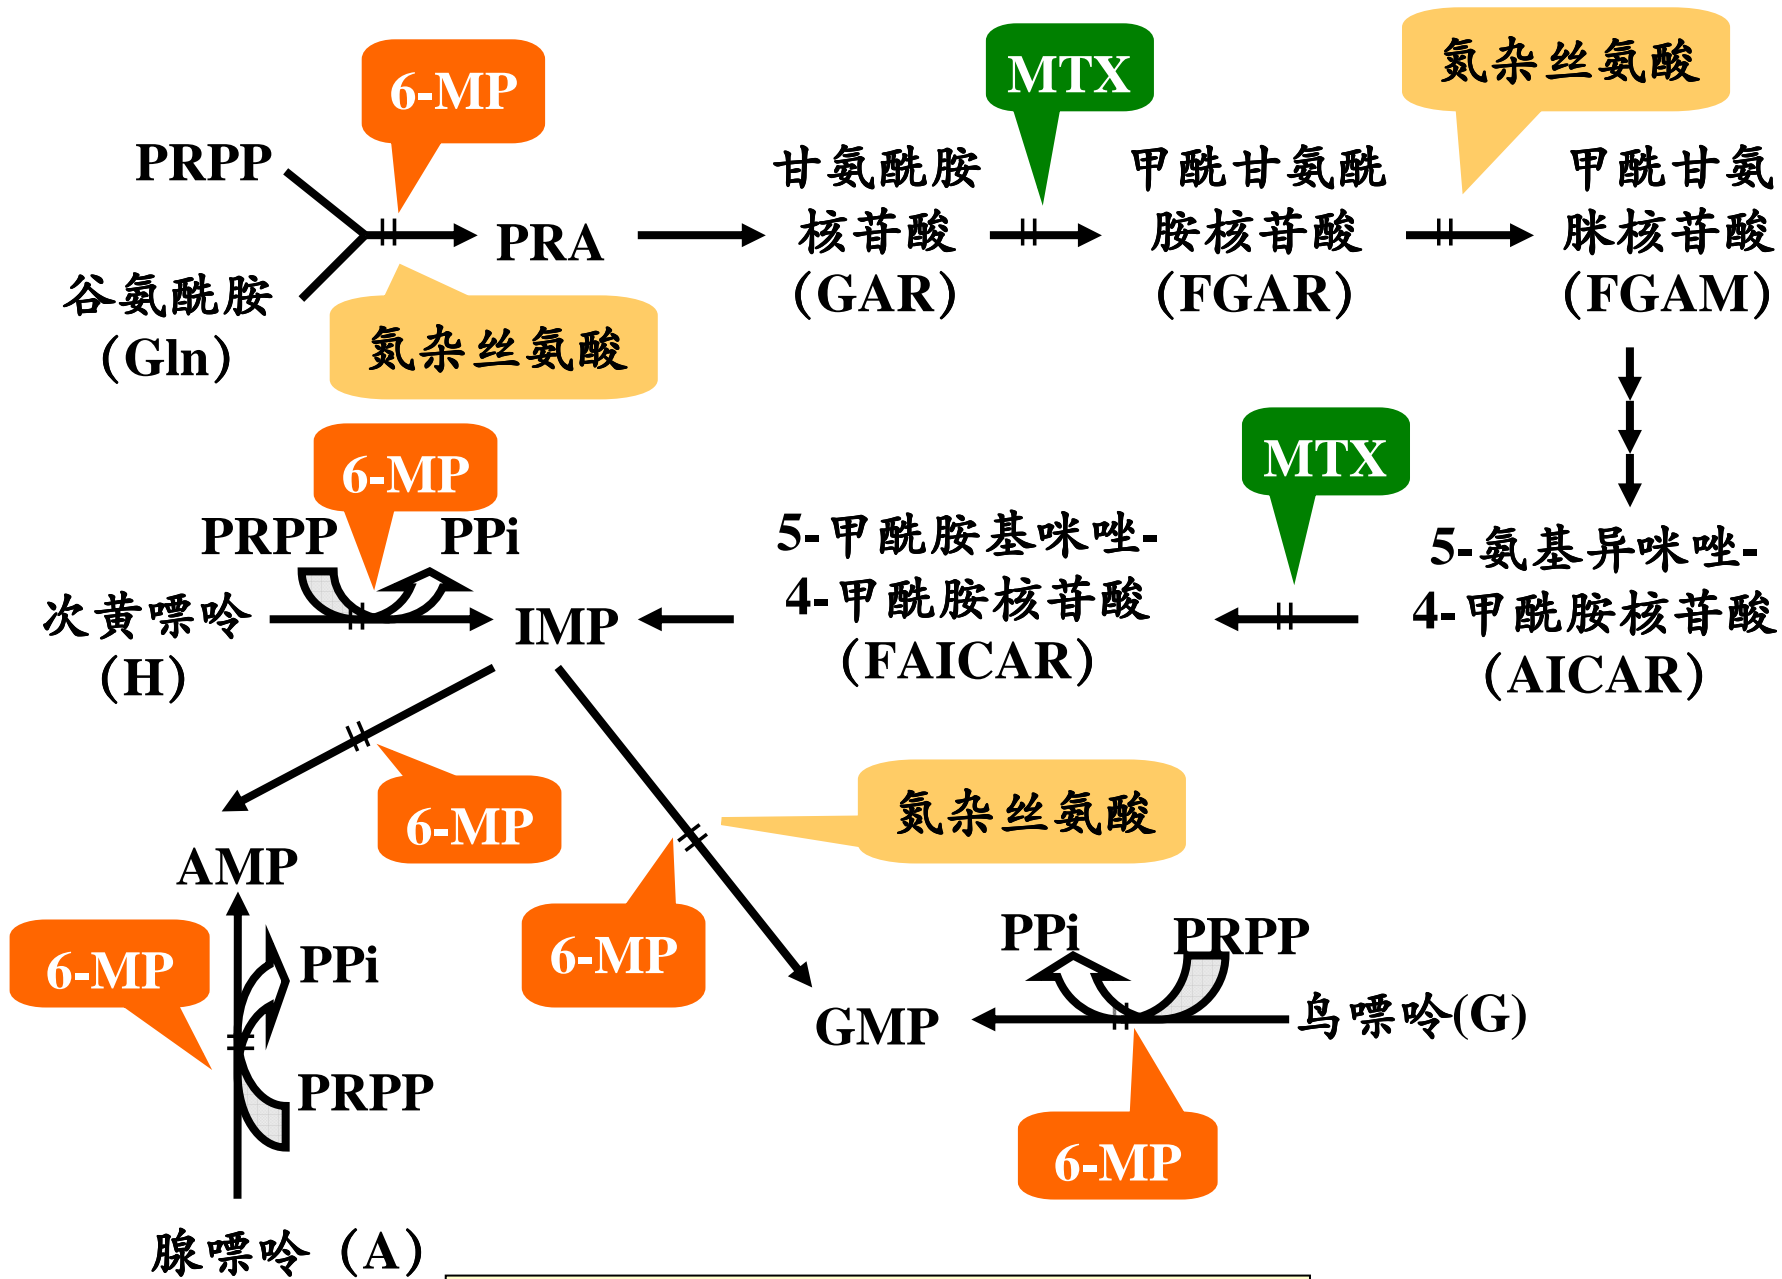 6-MP
MTX
氮杂丝氨酸
PRPP
谷氨酰胺
(Gln)
PRA
氮杂丝氨酸
甘氨酰胺
核苷酸
(GAR)
甲酰甘氨酰
胺核苷酸
(FGAR)
甲酰甘氨
脒核苷酸
(FGAM)
6-MP
MTX
PRPP
PPi
次黄嘌呤
(H)
IMP
5-甲酰胺基咪唑-
4-甲酰胺核苷酸
(FAICAR)
5-氨基异咪唑-
4-甲酰胺核苷酸
(AICAR)
6-MP
氮杂丝氨酸
AMP
6-MP
6-MP
PPi
PRPP
PPi
PRPP
GMP
鸟嘌呤(G)
6-MP
腺嘌呤 (A)